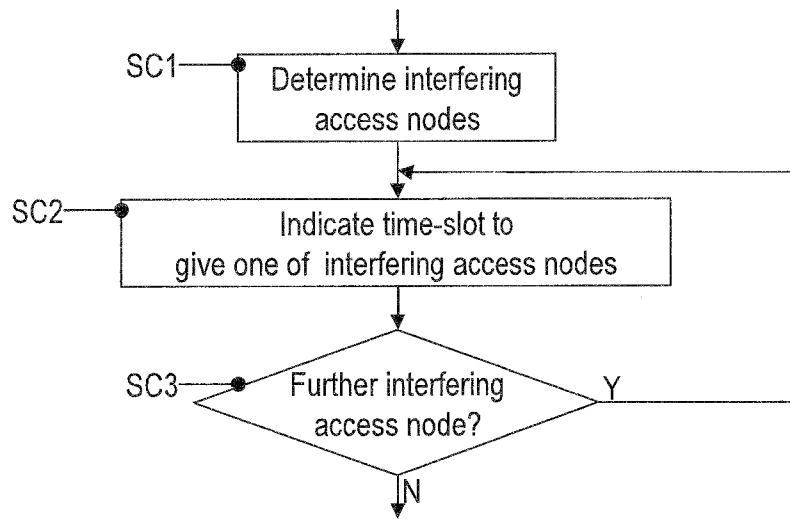 SC1
Determine interfering
access nodes
SC2
Indicate time-slot to
give one of interfering access nodes
SC3
Further interfering
access node?
Y
N